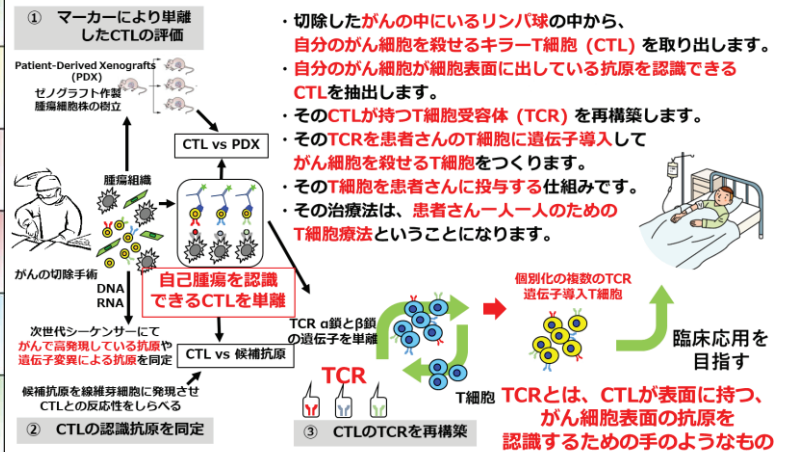 ① マーカーにより単離
したCTLの評価
Patient-Derived Xenografts
(PDX)
ゼノグラフト作製
腫瘍細胞株の樹立
CTL vs PDX
腫瘍組織
がんの切除手術
DNA
RNA
自己腫瘍を認識
できるCTLを単離
次世代シーケンサーにて
がんで高発現している抗原や
遺伝子変異による抗原を同定
CTL vs 候補抗原
候補抗原を線維芽細胞に発現させ
CTLとの反応性をしらべる
② CTLの認識抗原を同定
・切除したがんの中にいるリンパ球の中から、
自分のがん細胞を殺せるキラーT細胞 (CTL) を取り出します。
・自分のがん細胞が細胞表面に出している抗原を認識できる
CTLを抽出します。
・そのCTLが持つT細胞受容体 (TCR) を再構築します。
・そのTCRを患者さんのT細胞に遺伝子導入して
がん細胞を殺せるT細胞をつくります。
・そのT細胞を患者さんに投与する仕組みです。
・その治療法は、患者さん一人一人のための
T細胞療法ということになります。
TCR α鎖とβ鎖
の遺伝子を単離
TCR
T細胞
③ CTLのTCRを再構築
個別化の複数のTCR
遺伝子導入T細胞
臨床応用を
目指す
TCRとは、CTLが表面に持つ、
がん細胞表面の抗原を
認識するための手のようなもの